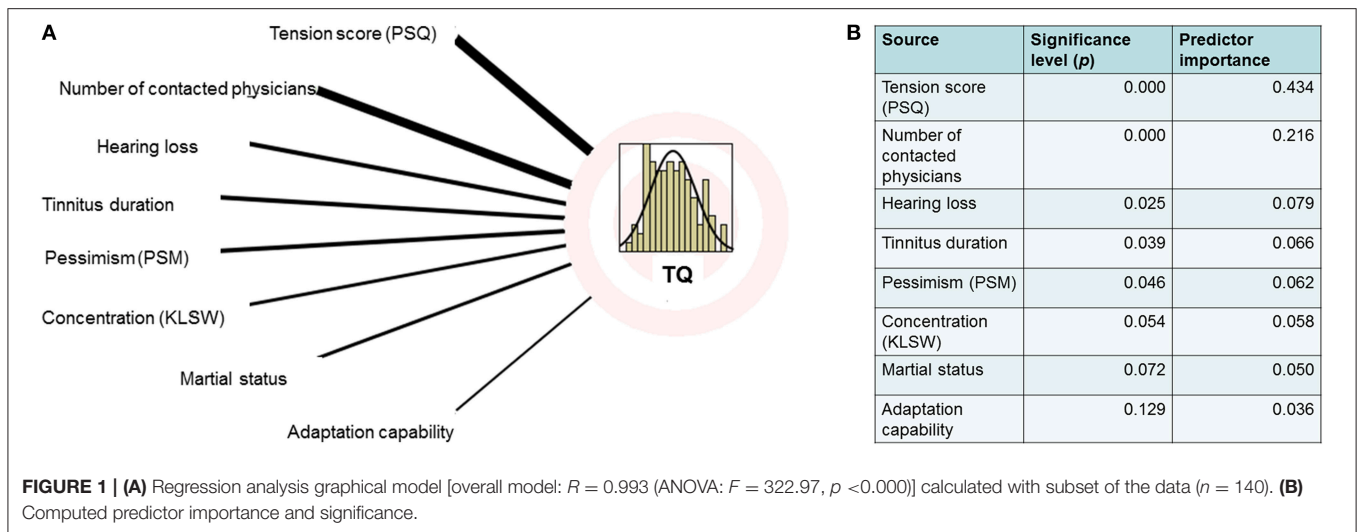 A
Tension score (PSQ)
Number of contacted physicians
Hearing loss
Tinnitus duration
Pessimism (PSM)
Concentration (KLSW)
Martial status
Adaptation capability
TQ
B
Source Significance level (p) Predictor importance
Tension score (PSQ) 0.000 0.434
Number of contacted physicians 0.000 0.216
Hearing loss 0.025 0.079
Tinnitus duration 0.039 0.066
Pessimism (PSM) 0.046 0.062
Concentration (KLSW) 0.054 0.058
Martial status 0.072 0.050
Adaptation capability 0.129 0.036
FIGURE 1 | (A) Regression analysis graphical model [overall model: R = 0.993 (ANOVA: F = 322.97, p <0.000)] calculated with subset of the data (n = 140). (B)
Computed predictor importance and significance.